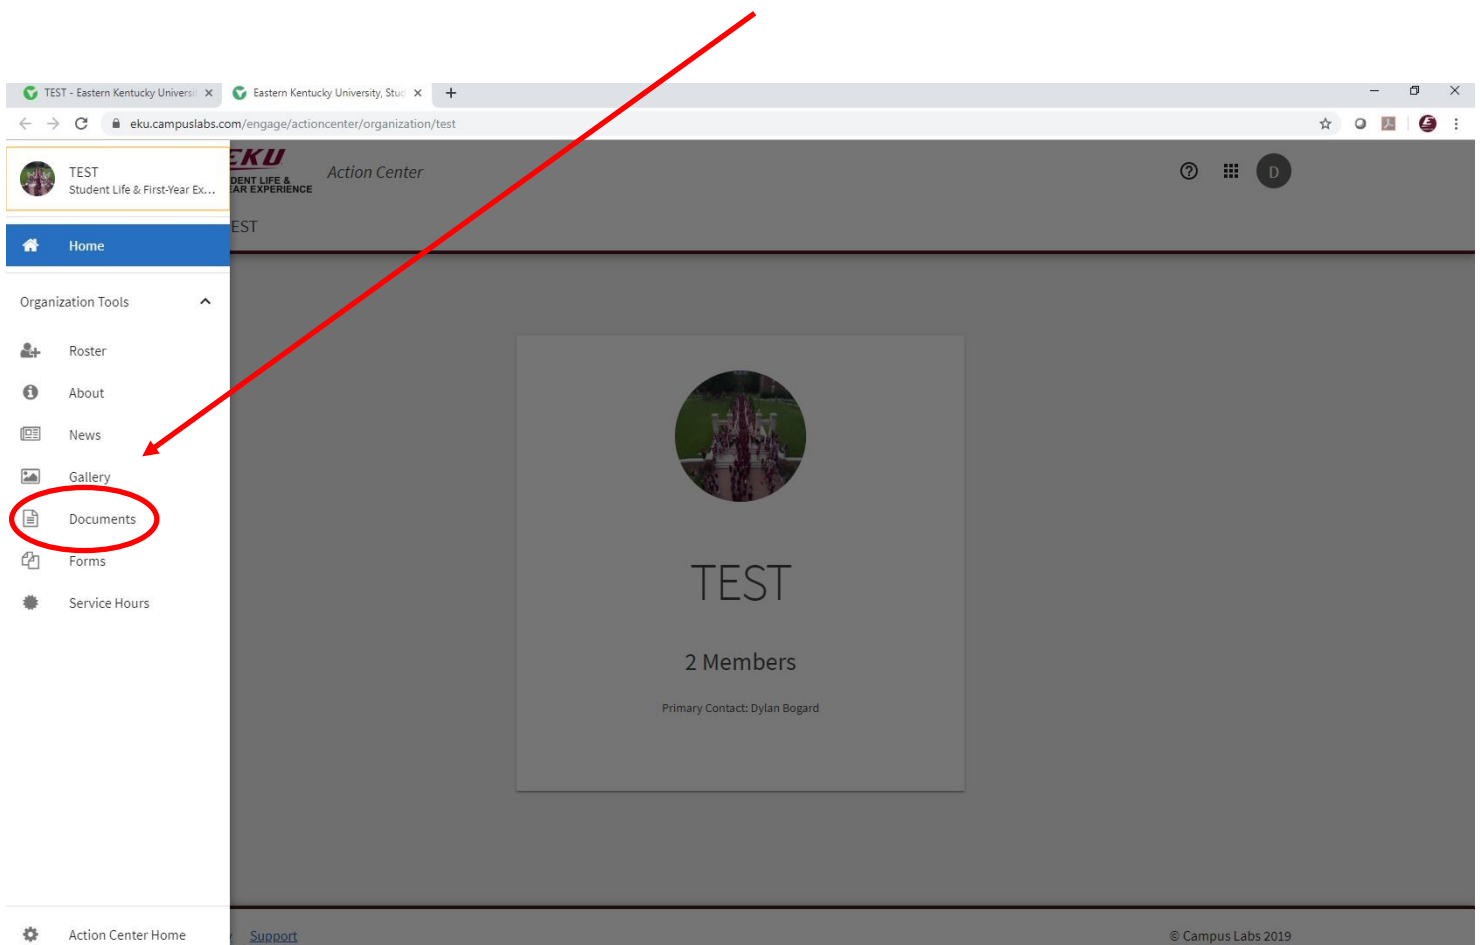 TEST - Eastern Kentucky Universit
Eastern Kentucky University, Stud
eku.campuslabs.com/engage/actioncenter/organization/test
TEST
Student Life & First-Year Ex...
EKU
DENT LIFE &
AR EXPERIENCE
Action Center
D
EST
Home
Organization Tools
Roster
About
News
Gallery
Documents
Forms
Service Hours
TEST
2 Members
Primary Contact: Dylan Bogard
Action Center Home
Support
© Campus Labs 2019